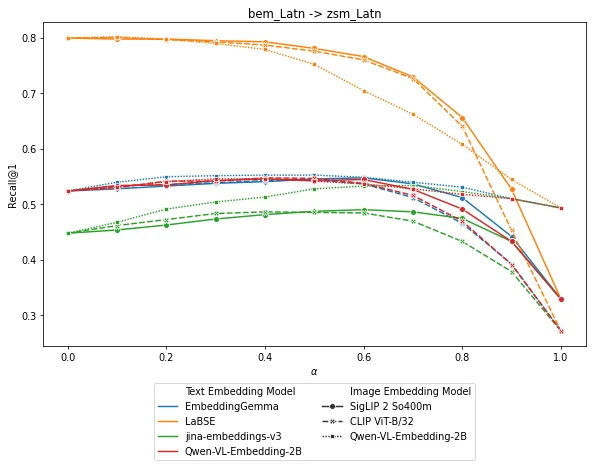 bem_Latn -> zsm_Latn
Recall@1
0.8
0.7
0.6
0.5
0.4
0.3
0.0 0.2 0.4 0.6 0.8 1.0
α
Text Embedding Model Image Embedding Model
EmbeddingGemma SigLIP 2 So400m
LaBSE CLIP ViT-B/32
jina-embeddings-v3 Qwen-VL-Embedding-2B
Qwen-VL-Embedding-2B